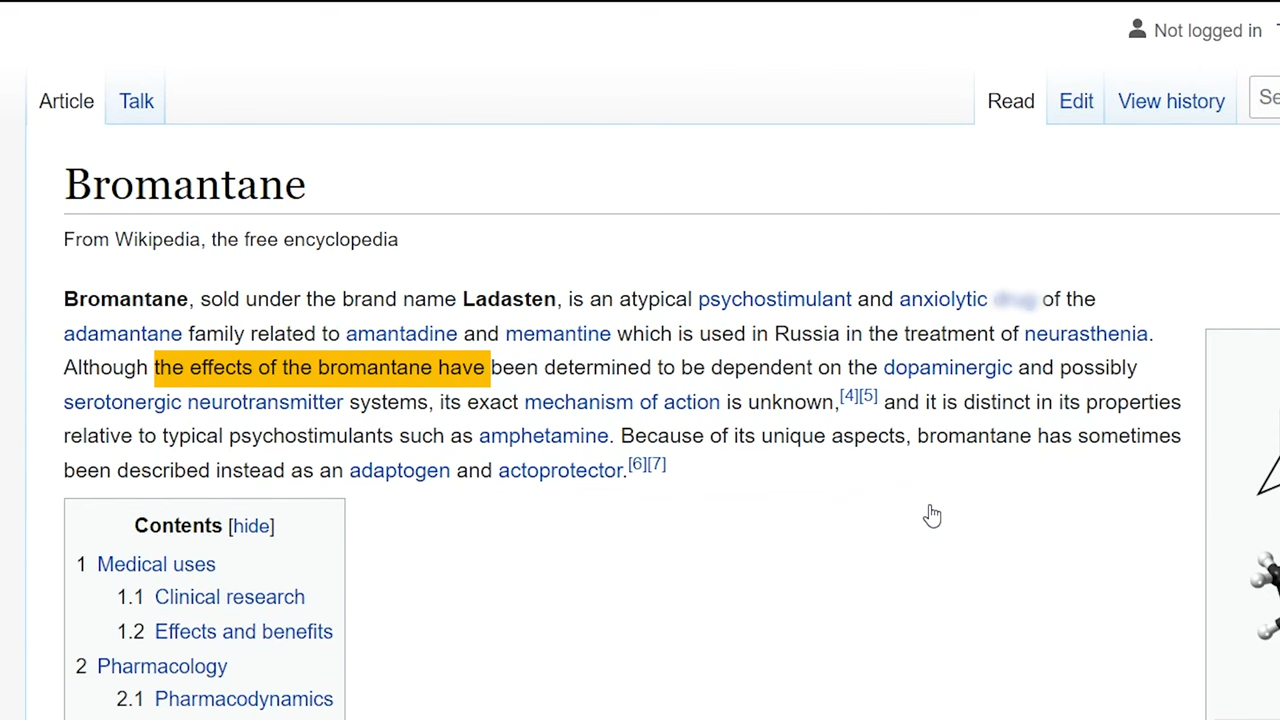 Not logged in
Article Talk Read Edit View history Se
Bromantane
From Wikipedia, the free encyclopedia
Bromantane, sold under the brand name Ladasten, is an atypical psychostimulant and anxiolytic of the
adamantane family related to amantadine and memantine which is used in Russia in the treatment of neurasthenia.
Although the effects of the bromantane have been determined to be dependent on the dopaminergic and possibly
serotonergic neurotransmitter systems, its exact mechanism of action is unknown,[4][5] and it is distinct in its properties
relative to typical psychostimulants such as amphetamine. Because of its unique aspects, bromantane has sometimes
been described instead as an adaptogen and actoprotector.[6][7]
Contents [hide]
1 Medical uses
1.1 Clinical research
1.2 Effects and benefits
2 Pharmacology
2.1 Pharmacodynamics